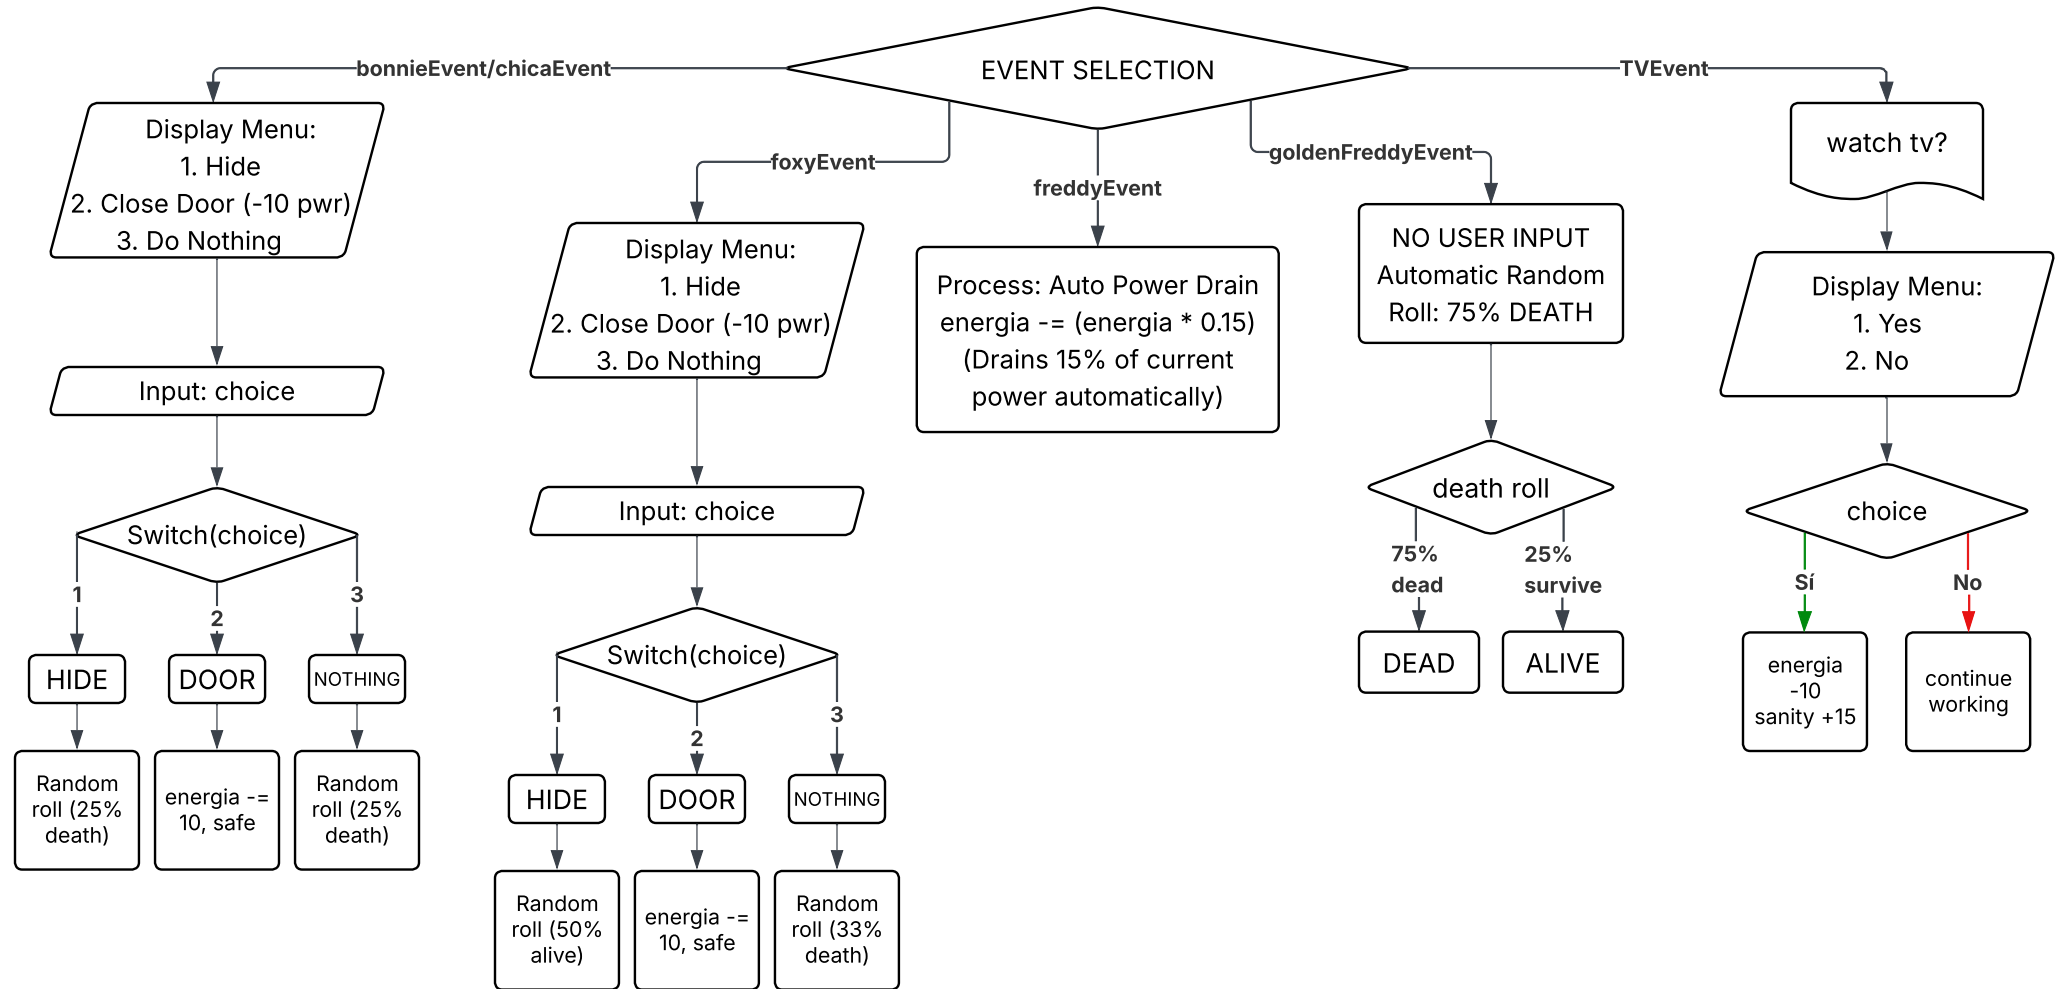 EVENT SELECTION
bonnieEvent/chicaEvent
Display Menu:
1. Hide
2. Close Door (-10 pwr)
3. Do Nothing
Input: choice
Switch(choice)
1
2
3
HIDE
DOOR
NOTHING
Random
roll (25%
death)
energia -=
10, safe
Random
roll (25%
death)
foxyEvent
Display Menu:
1. Hide
2. Close Door (-10 pwr)
3. Do Nothing
Input: choice
Switch(choice)
1
2
3
HIDE
DOOR
NOTHING
Random
roll (50%
alive)
energia -=
10, safe
Random
roll (33%
death)
freddyEvent
Process: Auto Power Drain
energia -= (energia * 0.15)
(Drains 15% of current
power automatically)
goldenFreddyEvent
NO USER INPUT
Automatic Random
Roll: 75% DEATH
death roll
75%
dead
25%
survive
DEAD
ALIVE
TVEvent
watch tv?
Display Menu:
1. Yes
2. No
choice
Sí
No
energia
-10
sanity +15
continue
working